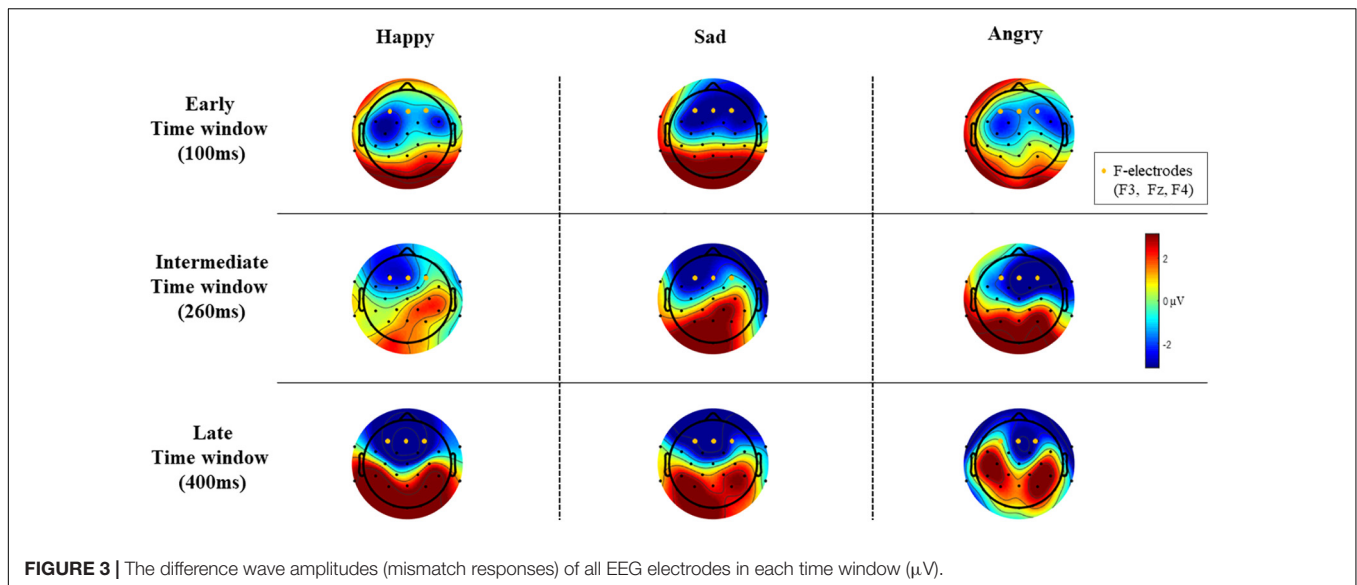 Happy
Sad
Angry
Early
Time window
(100ms)
F-electrodes
(F3, Fz, F4)
Intermediate
Time window
(260ms)
2
0 μV
-2
Late
Time window
(400ms)
FIGURE 3 | The difference wave amplitudes (mismatch responses) of all EEG electrodes in each time window (μV).